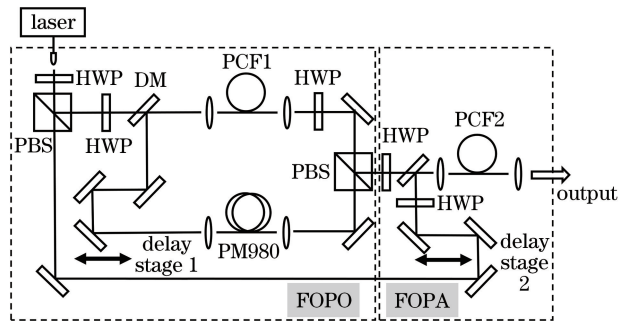 laser
HWP
DM
PCF1
HWP
PBS
HWP
HWP
PCF2
PBS
HWP
output
delay
stage 1
PM980
delay
stage
2
FOPO
FOPA